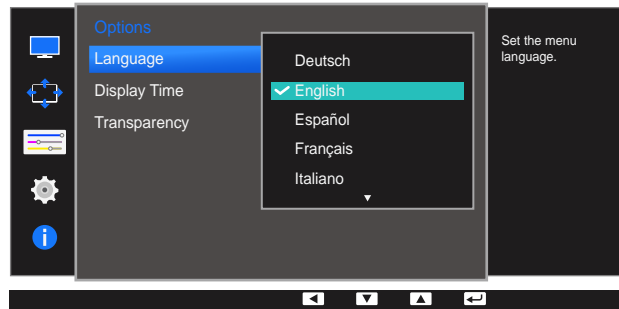 Options
Language
Display Time
Transparency
Deutsch
English
Español
Français
Italiano
Set the menu
language.
i